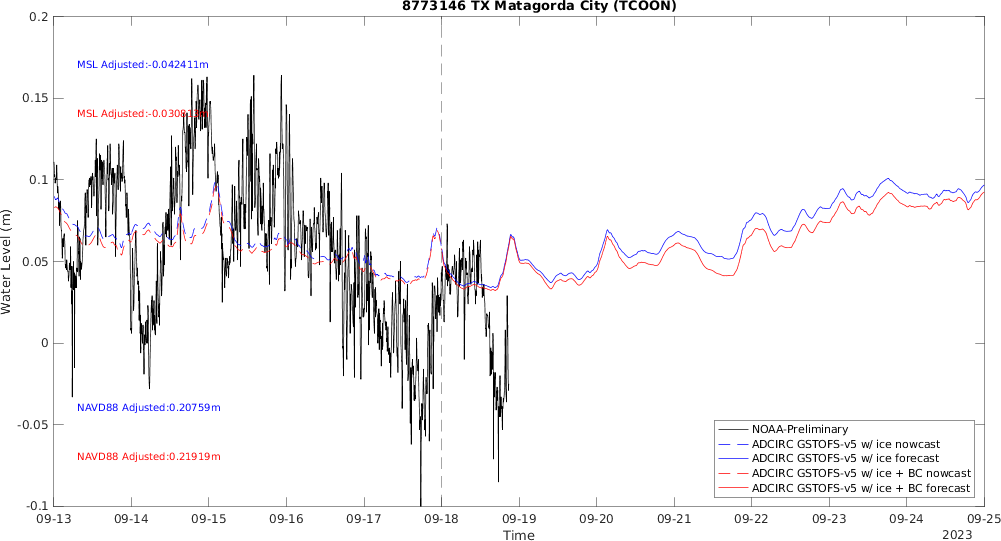 8773146 TX Matagorda City (TCOON)
0.2
0.15
0.1
0.05
0
-0.05
-0.1
Water Level (m)
MSL Adjusted:-0.042411m
MSL Adjusted:
NAVD88 Adjusted:0.20759m
NAVD88 Adjusted:0.21919m
NOAA-Preliminary
ADCIRC GSTOFS-v5 w/ ice nowcast
ADCIRC GSTOFS-v5 w/ ice forecast
ADCIRC GSTOFS-v5 w/ ice + BC nowcast
ADCIRC GSTOFS-v5 w/ ice + BC forecast
09-13 09-14 09-15 09-16 09-17 09-18 09-19 09-20 09-21 09-22 09-23 09-24 09-25
Time
2023